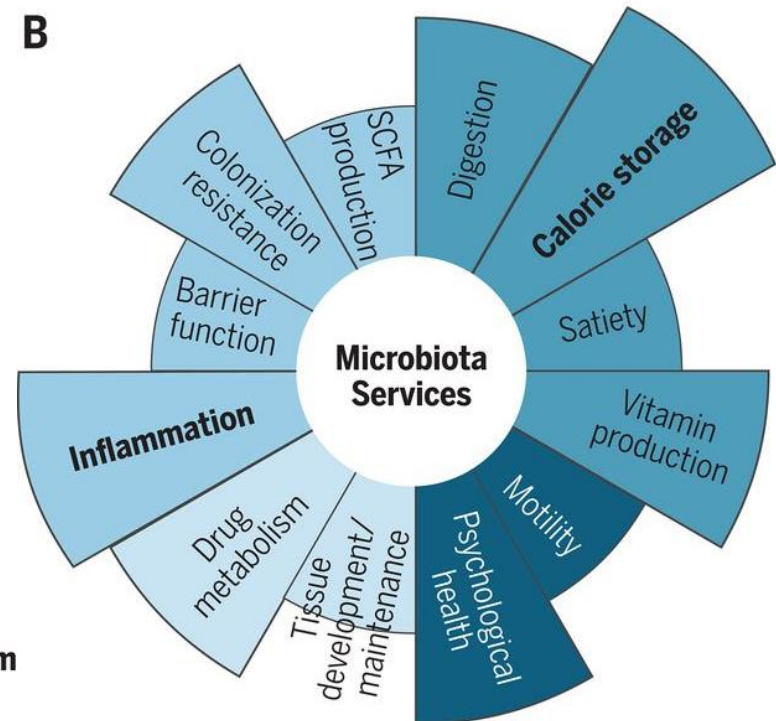 B
Digestion
Calorie storage
Satiety
Vitamin
production
Motility
Psychological
health
Tissue
development/
maintenance
Drug
metabolism
Inflammation
Barrier
function
Colonization
resistance
SCFA
production
Microbiota
Services
m